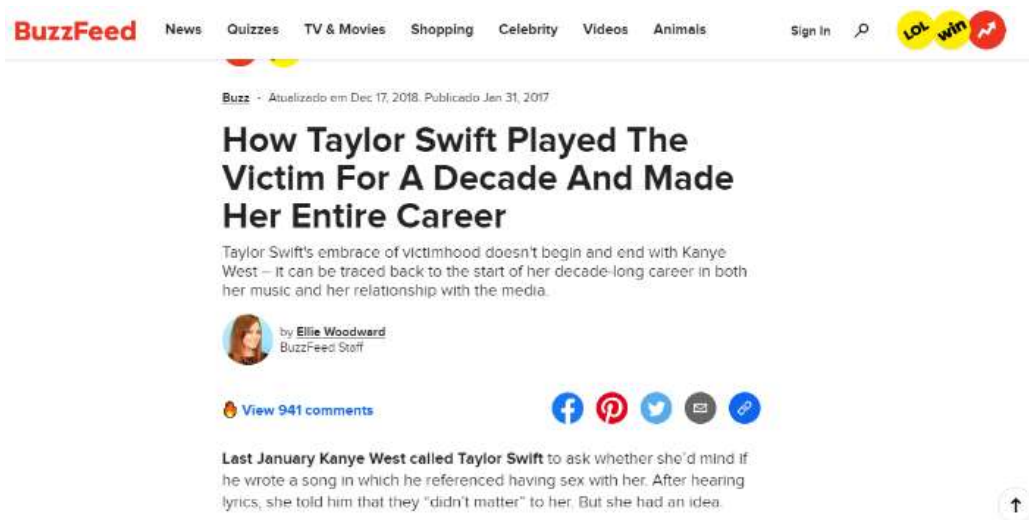 BuzzFeed News Quizzes TV & Movies Shopping Celebrity Videos Animals Sign In LOL win
Buzz · Atualizado em Dec 17, 2018. Publicado Jan 31, 2017
How Taylor Swift Played The
Victim For A Decade And Made
Her Entire Career
Taylor Swift's embrace of victimhood doesn't begin and end with Kanye
West – it can be traced back to the start of her decade-long career in both
her music and her relationship with the media.
by Ellie Woodward
BuzzFeed Staff
View 941 comments
Last January Kanye West called Taylor Swift to ask whether she'd mind if
he wrote a song in which he referenced having sex with her. After hearing
lyrics, she told him that they “didn't matter” to her. But she had an idea.